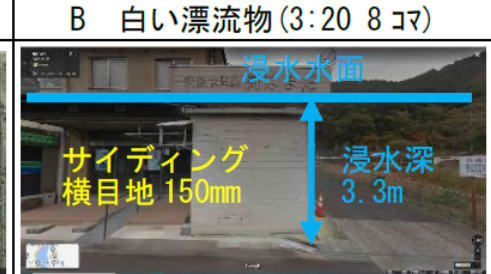 B 白い漂流物(3:20 8 コマ)
浸水水面
サイディング
横目地 150mm
浸水深
3.3m